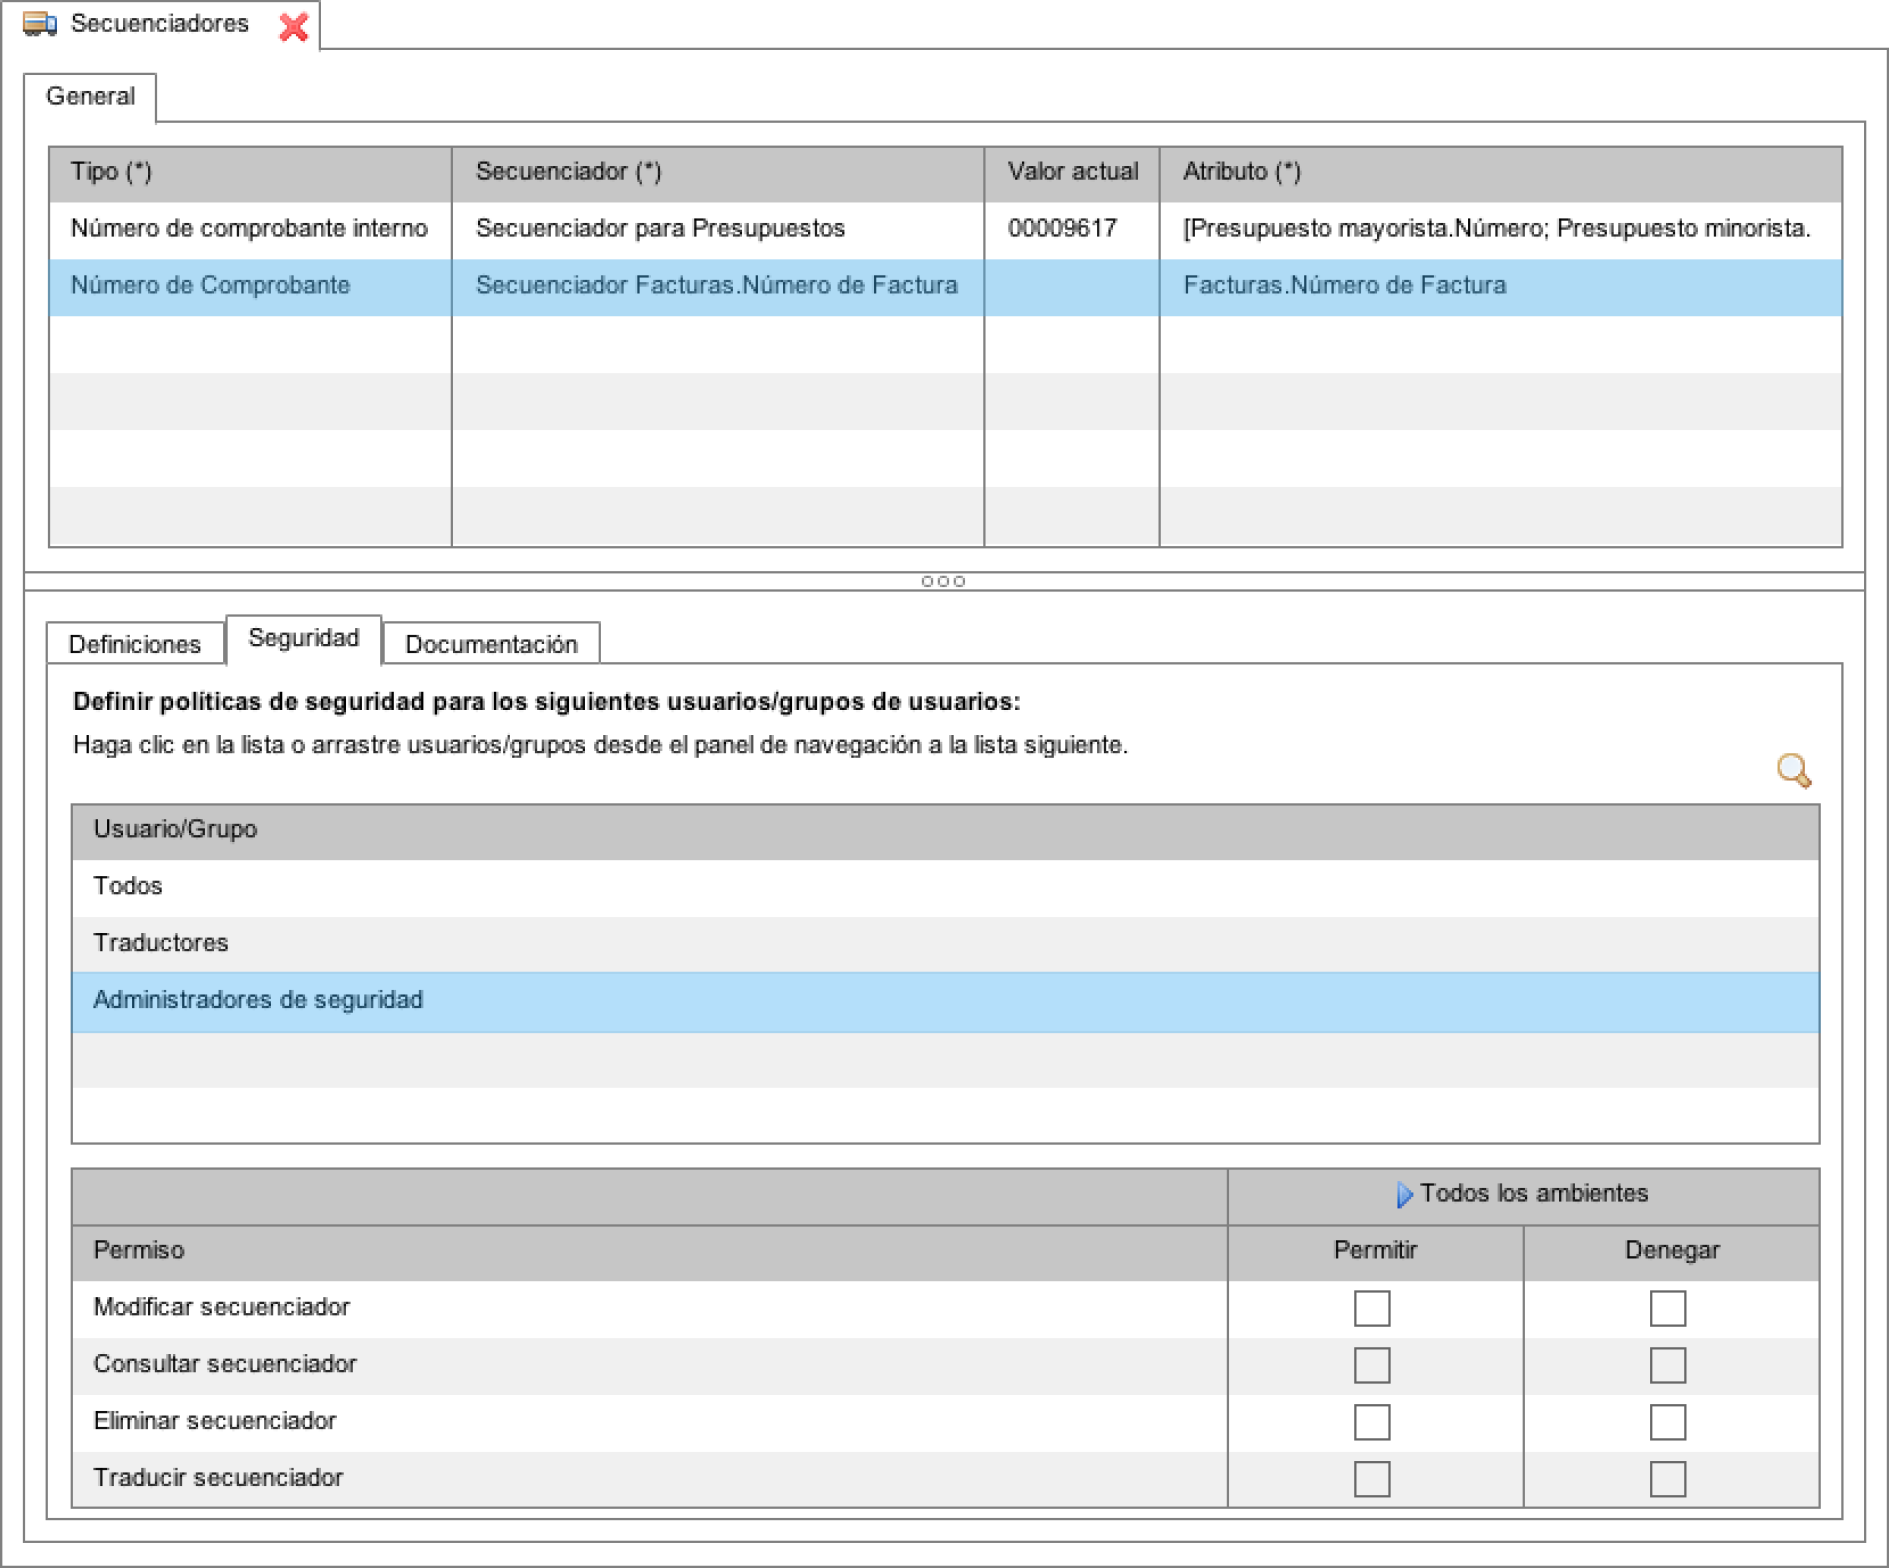 Secuenciadores
General
Tipo (*) Secuenciador (*) Valor actual Atributo (*)
Número de comprobante interno Secuenciador para Presupuestos 00009617 [Presupuesto mayorista.Número; Presupuesto minorista.
Número de Comprobante Secuenciador Facturas.Número de Factura Facturas.Número de Factura
Definiciones Seguridad Documentación
Definir políticas de seguridad para los siguientes usuarios/grupos de usuarios:
Haga clic en la lista o arrastre usuarios/grupos desde el panel de navegación a la lista siguiente.
Usuario/Grupo
Todos
Traductores
Administradores de seguridad
Todos los ambientes
Permiso Permitir Denegar
Modificar secuenciador
Consultar secuenciador
Eliminar secuenciador
Traducir secuenciador